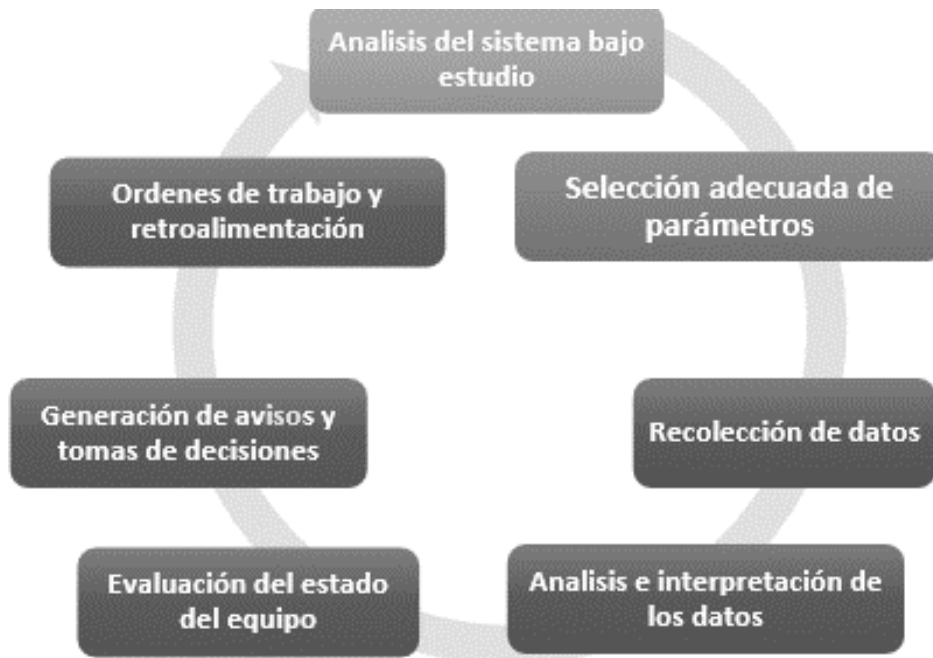 Analisis del sistema bajo
estudio
Selección adecuada de
parámetros
Recolección de datos
Analisis e interpretación de
los datos
Evaluación del estado
del equipo
Generación de avisos y
tomas de decisiones
Ordenes de trabajo y
retroalimentación